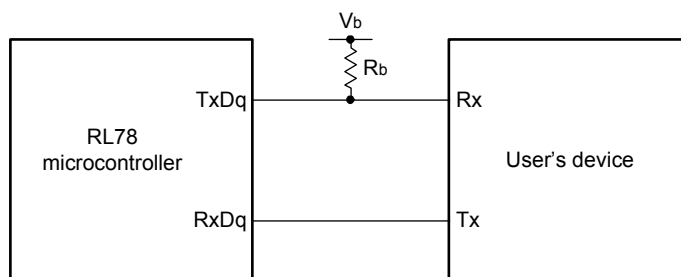 Vb
Rb
TxDq
Rx
RL78
microcontroller
User's device
RxDq
Tx